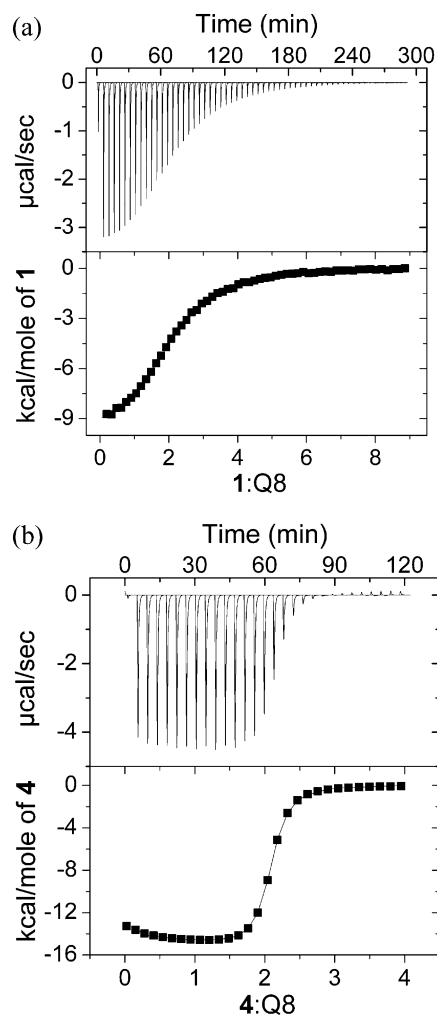 (a)
Time (min)
0 60 120 180 240 300
0
-1
-2
-3
µcal/sec
0
-3
-6
-9
kcal/mole of 1
0 2 4 6 8
1:Q8
(b)
Time (min)
0 30 60 90 120
0
-2
-4
µcal/sec
0
-4
-8
-12
-16
kcal/mole of 4
0 1 2 3 4
4:Q8